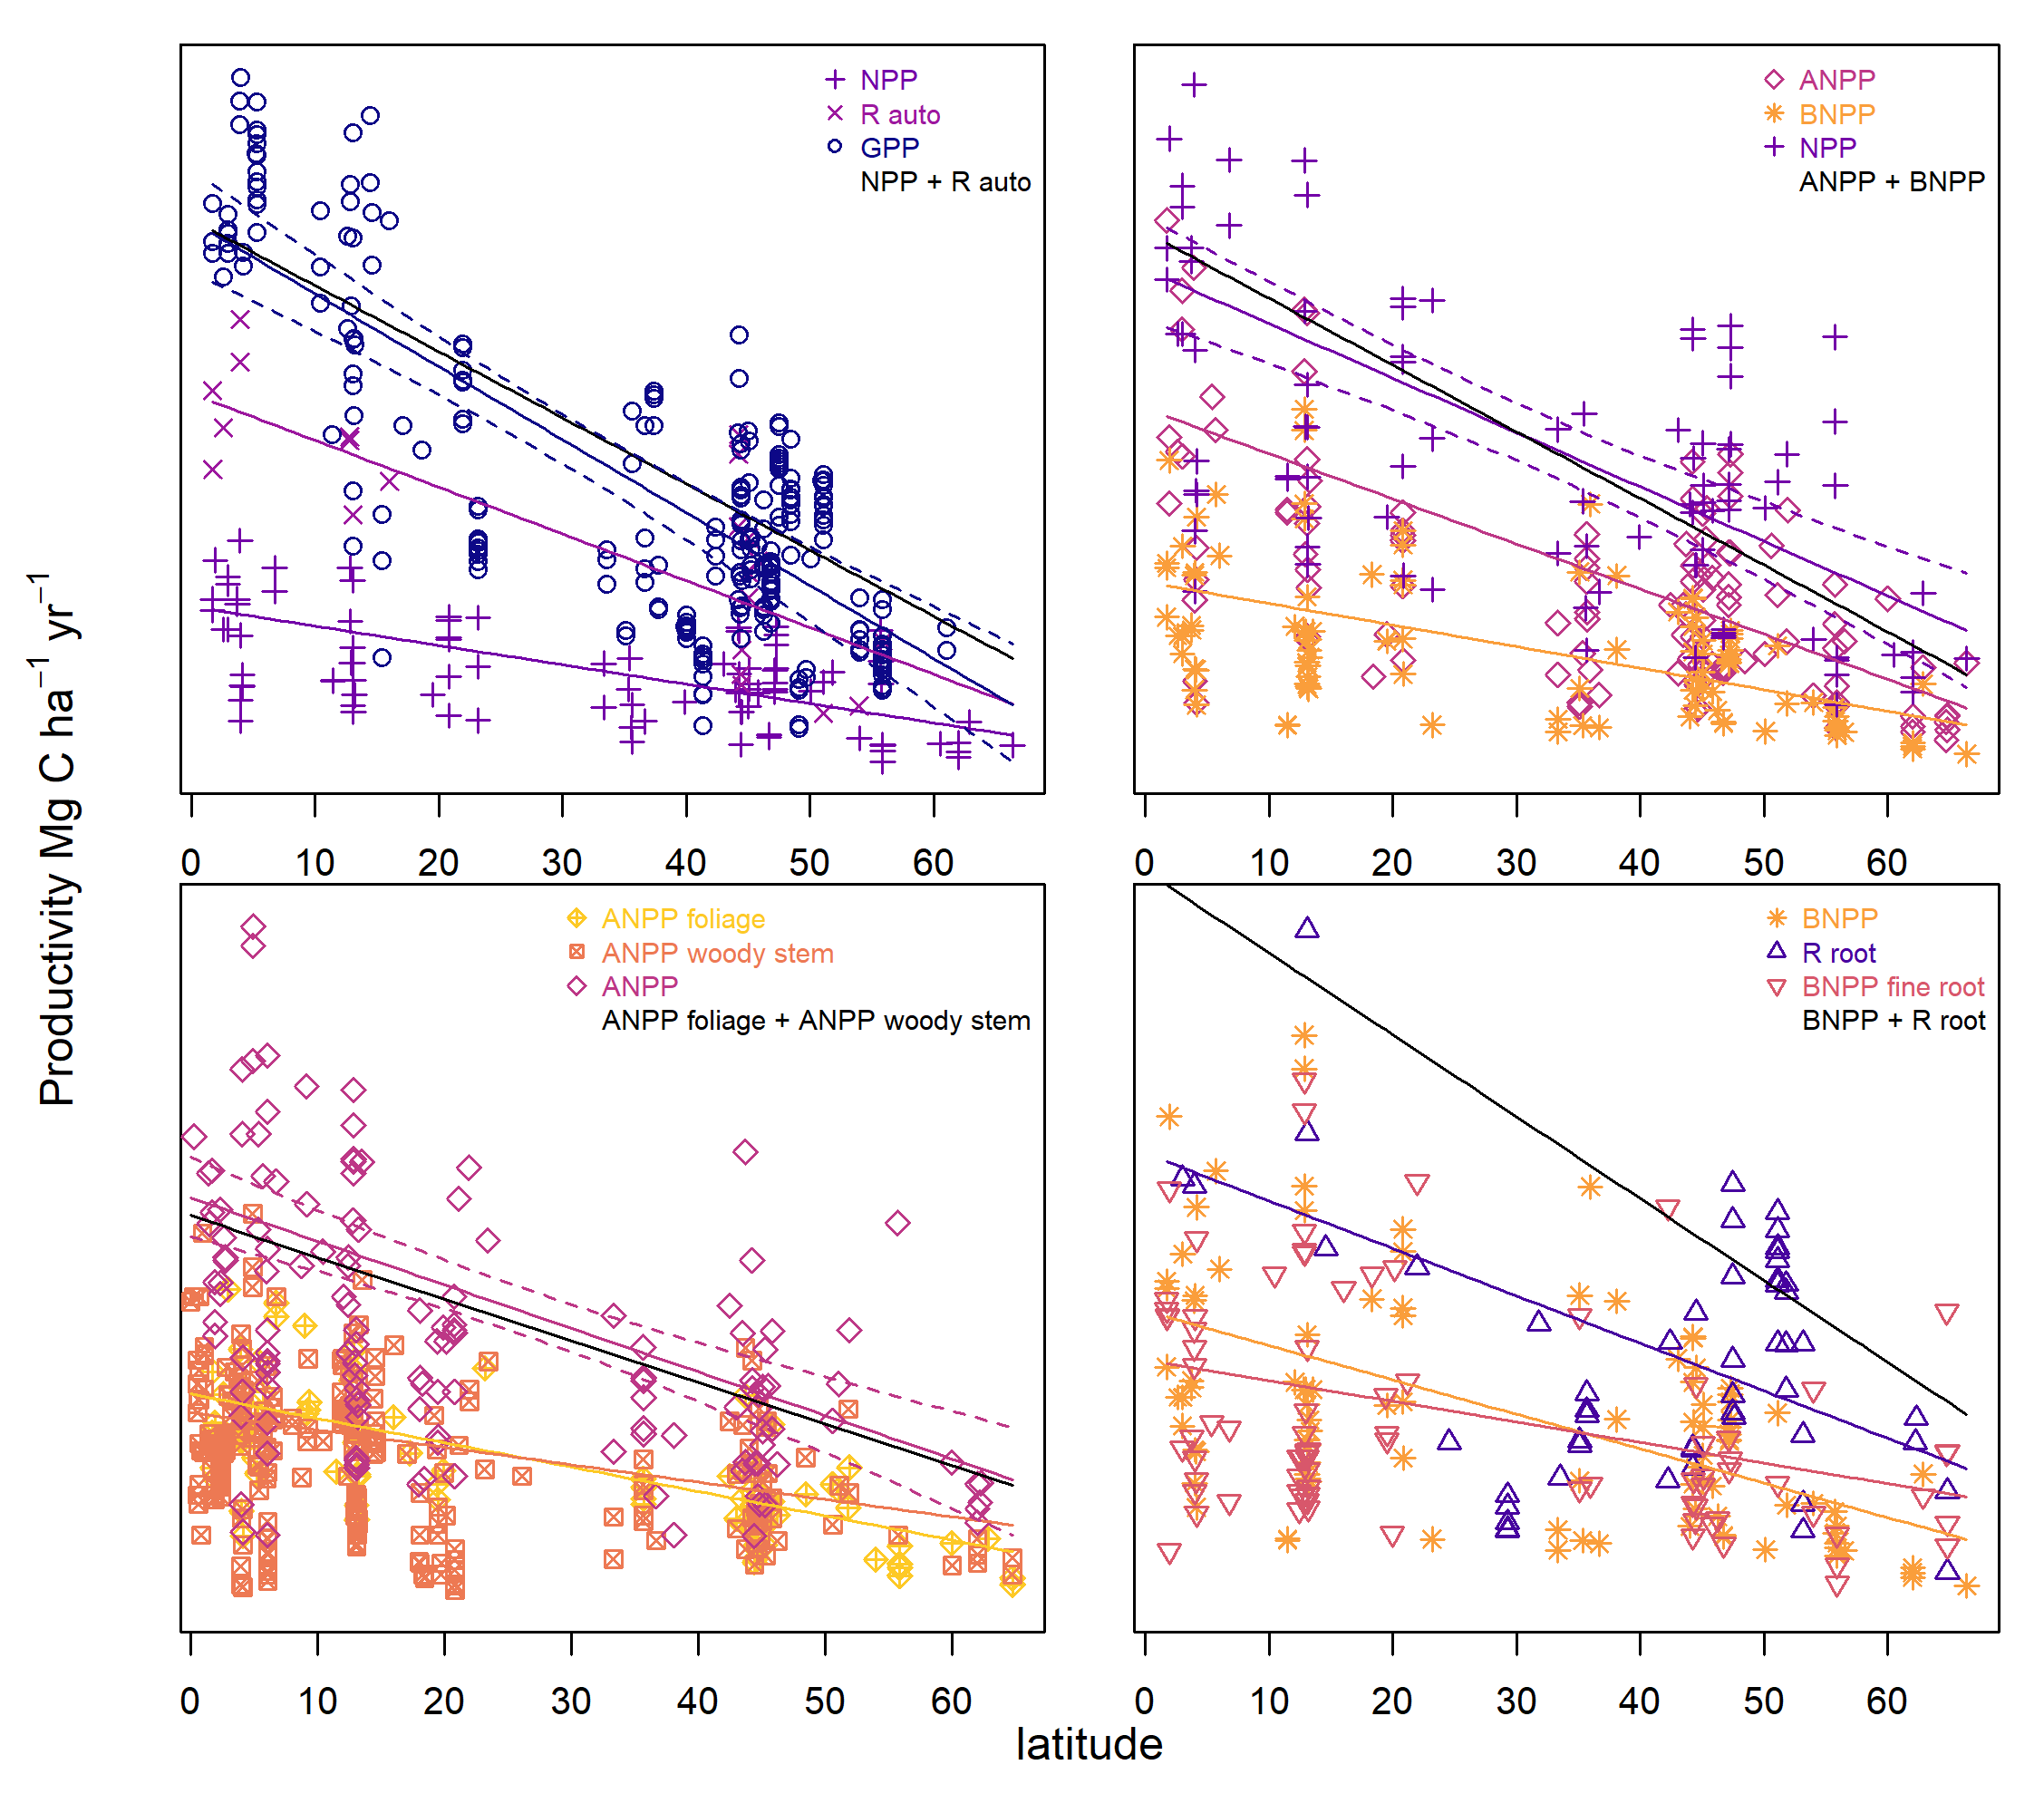 Productivity Mg C ha⁻¹ yr⁻¹
NPP
R auto
GPP
NPP + R auto
0 10 20 30 40 50 60
ANPP
BNPP
NPP
ANPP + BNPP
0 10 20 30 40 50 60
ANPP foliage
ANPP woody stem
ANPP
ANPP foliage + ANPP woody stem
0 10 20 30 40 50 60
BNPP
R root
BNPP fine root
BNPP + R root
0 10 20 30 40 50 60
latitude